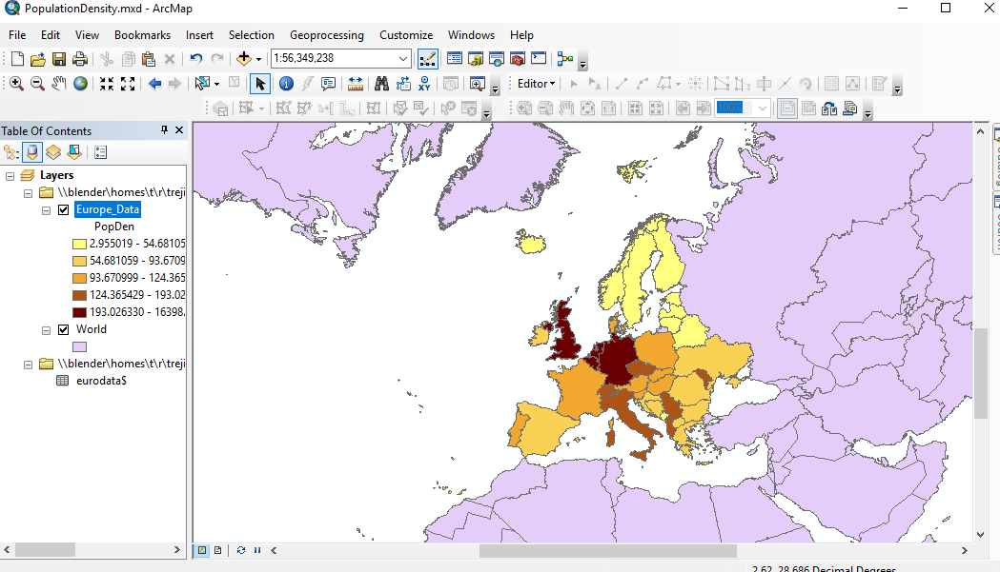 PopulationDensity.mxd - ArcMap
File Edit View Bookmarks Insert Selection Geoprocessing Customize Windows Help
1:56,349,238
Editor
100%
Table Of Contents
Layers
\\blender\homes\t\r\treji
Europe_Data
PopDen
2.955019 - 54.68105
54.681059 - 93.6709
93.670999 - 124.365
124.365429 - 193.02
193.026330 - 16398.
World
\\blender\homes\t\r\treji
eurodata$
2.62 28.686 Decimal Degrees